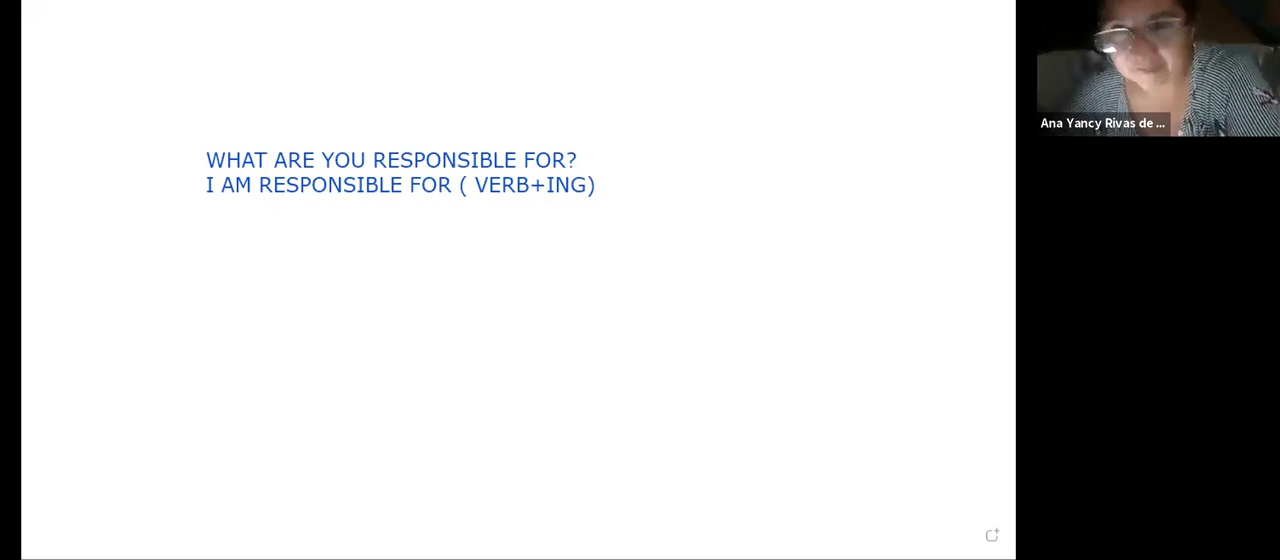 WHAT ARE YOU RESPONSIBLE FOR?
I AM RESPONSIBLE FOR ( VERB+ING)
Ana Yancy Rivas de ...